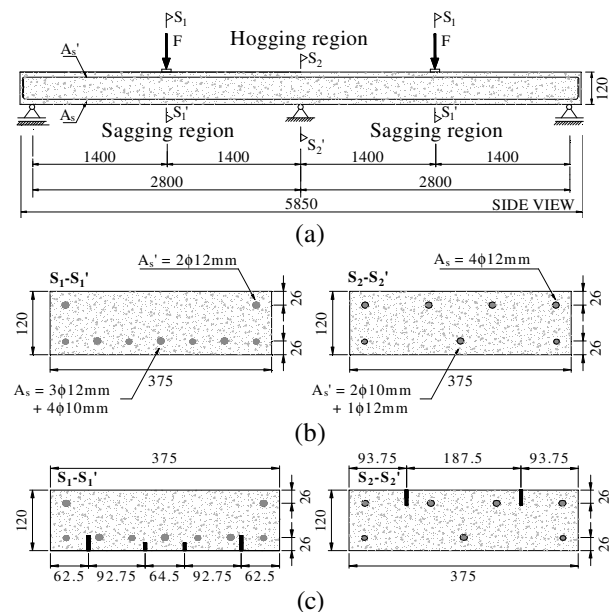 S₁ S₁
F Hogging region F
S₂
Aₛ'
Aₛ
120
S₁' S₁'
Sagging region Sagging region
S₂'
1400 1400 1400 1400
2800 2800
5850 SIDE VIEW
(a)
S₁-S₁' Aₛ' = 2ϕ12mm S₂-S₂' Aₛ = 4ϕ12mm
120 26 120 26
26 26
Aₛ = 3ϕ12mm 375 Aₛ' = 2ϕ10mm 375
+ 4ϕ10mm + 1ϕ12mm
(b)
375 93.75 187.5 93.75
S₁-S₁' S₂-S₂'
120 26 120 26
26 26
62.5 92.75 64.5 92.75 62.5 375
(c)